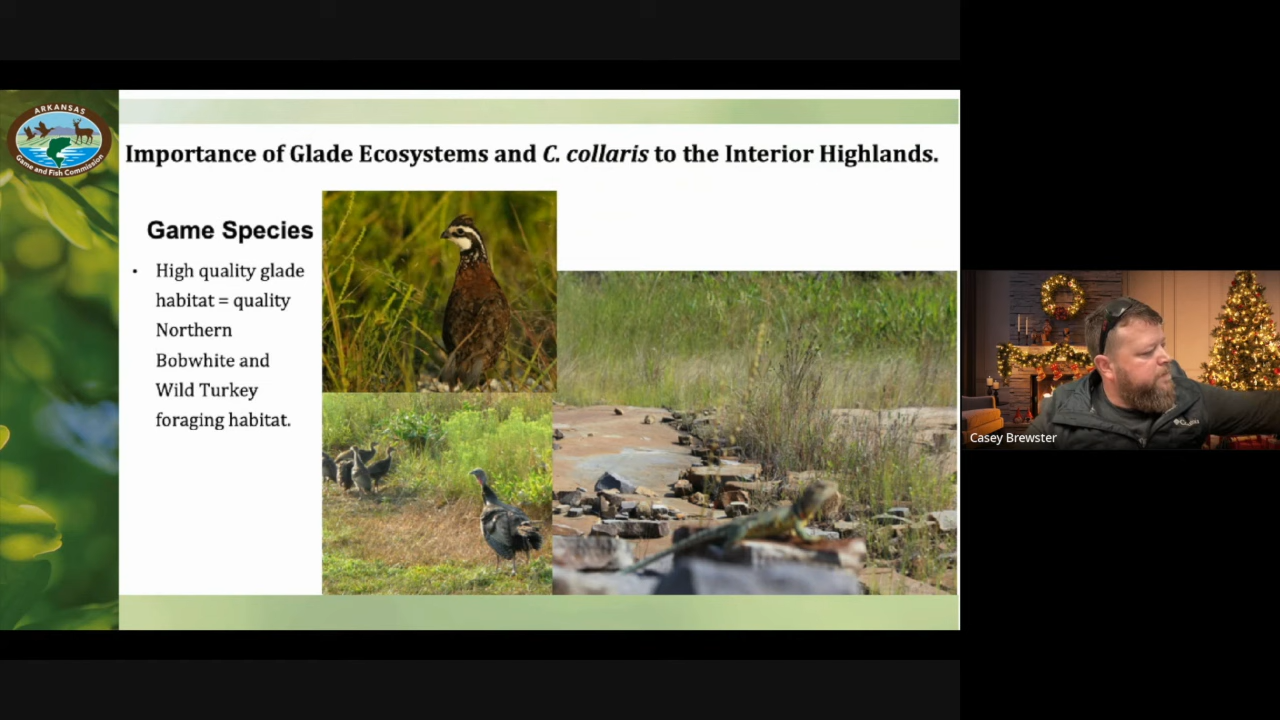 ARKANSAS
Game and Fish Commission
Importance of Glade Ecosystems and C. collaris to the Interior Highlands.
Game Species
• High quality glade
habitat = quality
Northern
Bobwhite and
Wild Turkey
foraging habitat.
Columbia
Casey Brewster